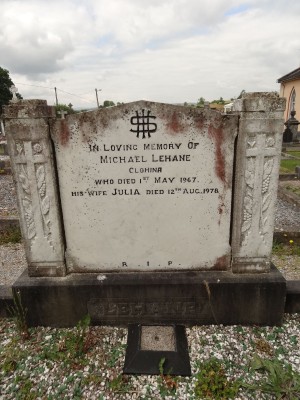 IHS
IN LOVING MEMORY OF
MICHAEL LEHANE
CLOHINA
WHO DIED 1ST MAY 1967.
HIS WIFE JULIA DIED 12TH AUG. 1978
R. I. P.
LEHANE